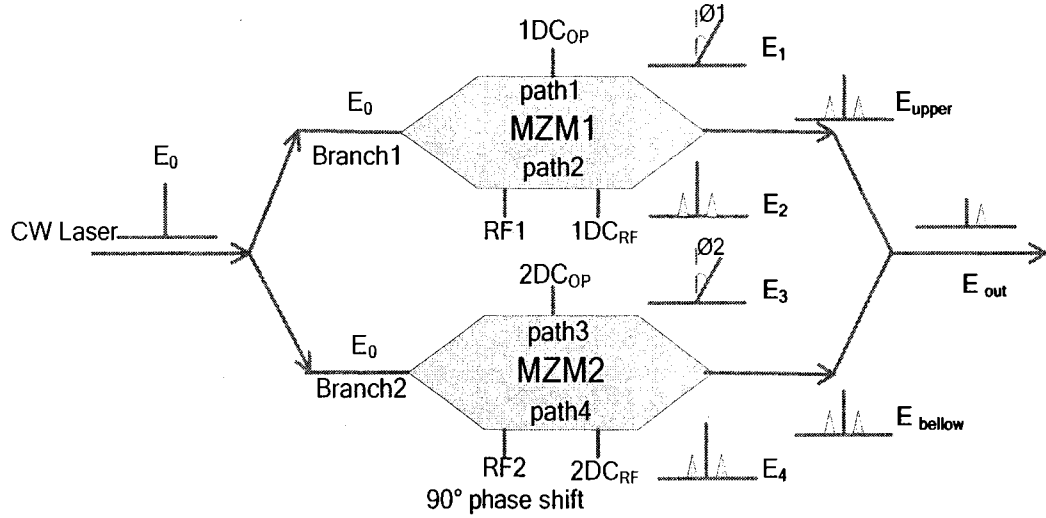 Ø1
1DC_OP
E_1
path1
E_0
MZM1
E_upper
Branch1
path2
E_0
CW Laser
RF1
1DC_RF
E_2
Ø2
2DC_OP
E_3
E_out
path3
E_0
MZM2
Branch2
path4
E_bellow
RF2
2DC_RF
E_4
90° phase shift